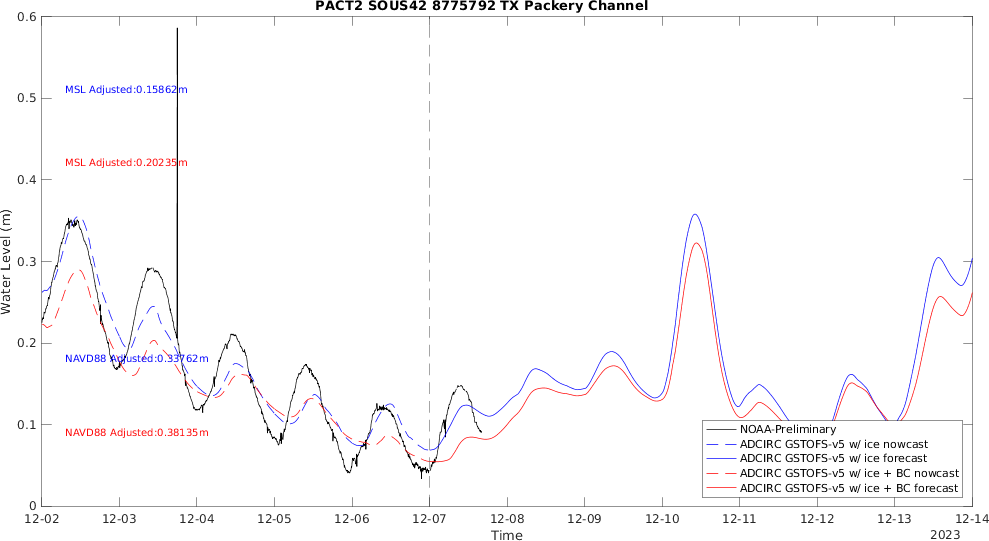 PACT2 SOUS42 8775792 TX Packery Channel
0.6
0.5
0.4
0.3
0.2
0.1
0
Water Level (m)
MSL Adjusted:0.15862m
MSL Adjusted:0.20235m
NAVD88 Adjusted:0.33762m
NAVD88 Adjusted:0.38135m
NOAA-Preliminary
ADCIRC GSTOFS-v5 w/ ice nowcast
ADCIRC GSTOFS-v5 w/ ice forecast
ADCIRC GSTOFS-v5 w/ ice + BC nowcast
ADCIRC GSTOFS-v5 w/ ice + BC forecast
12-02 12-03 12-04 12-05 12-06 12-07 12-08 12-09 12-10 12-11 12-12 12-13 12-14
Time
2023